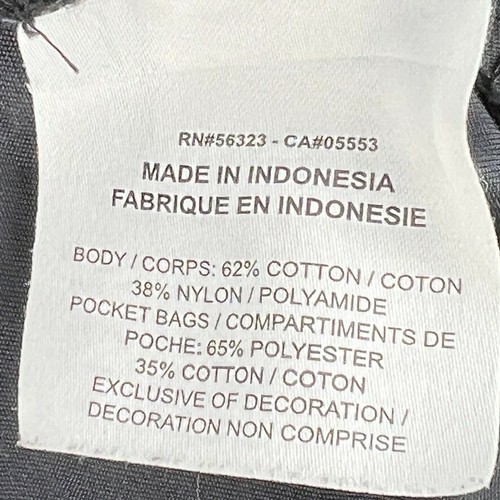 RN#56323 - CA#05553
MADE IN INDONESIA
FABRIQUE EN INDONESIE
BODY / CORPS: 62% COTTON / COTON
38% NYLON / POLYAMIDE
POCKET BAGS / COMPARTIMENTS DE
POCHE: 65% POLYESTER
35% COTTON / COTON
EXCLUSIVE OF DECORATION /
DECORATION NON COMPRISE